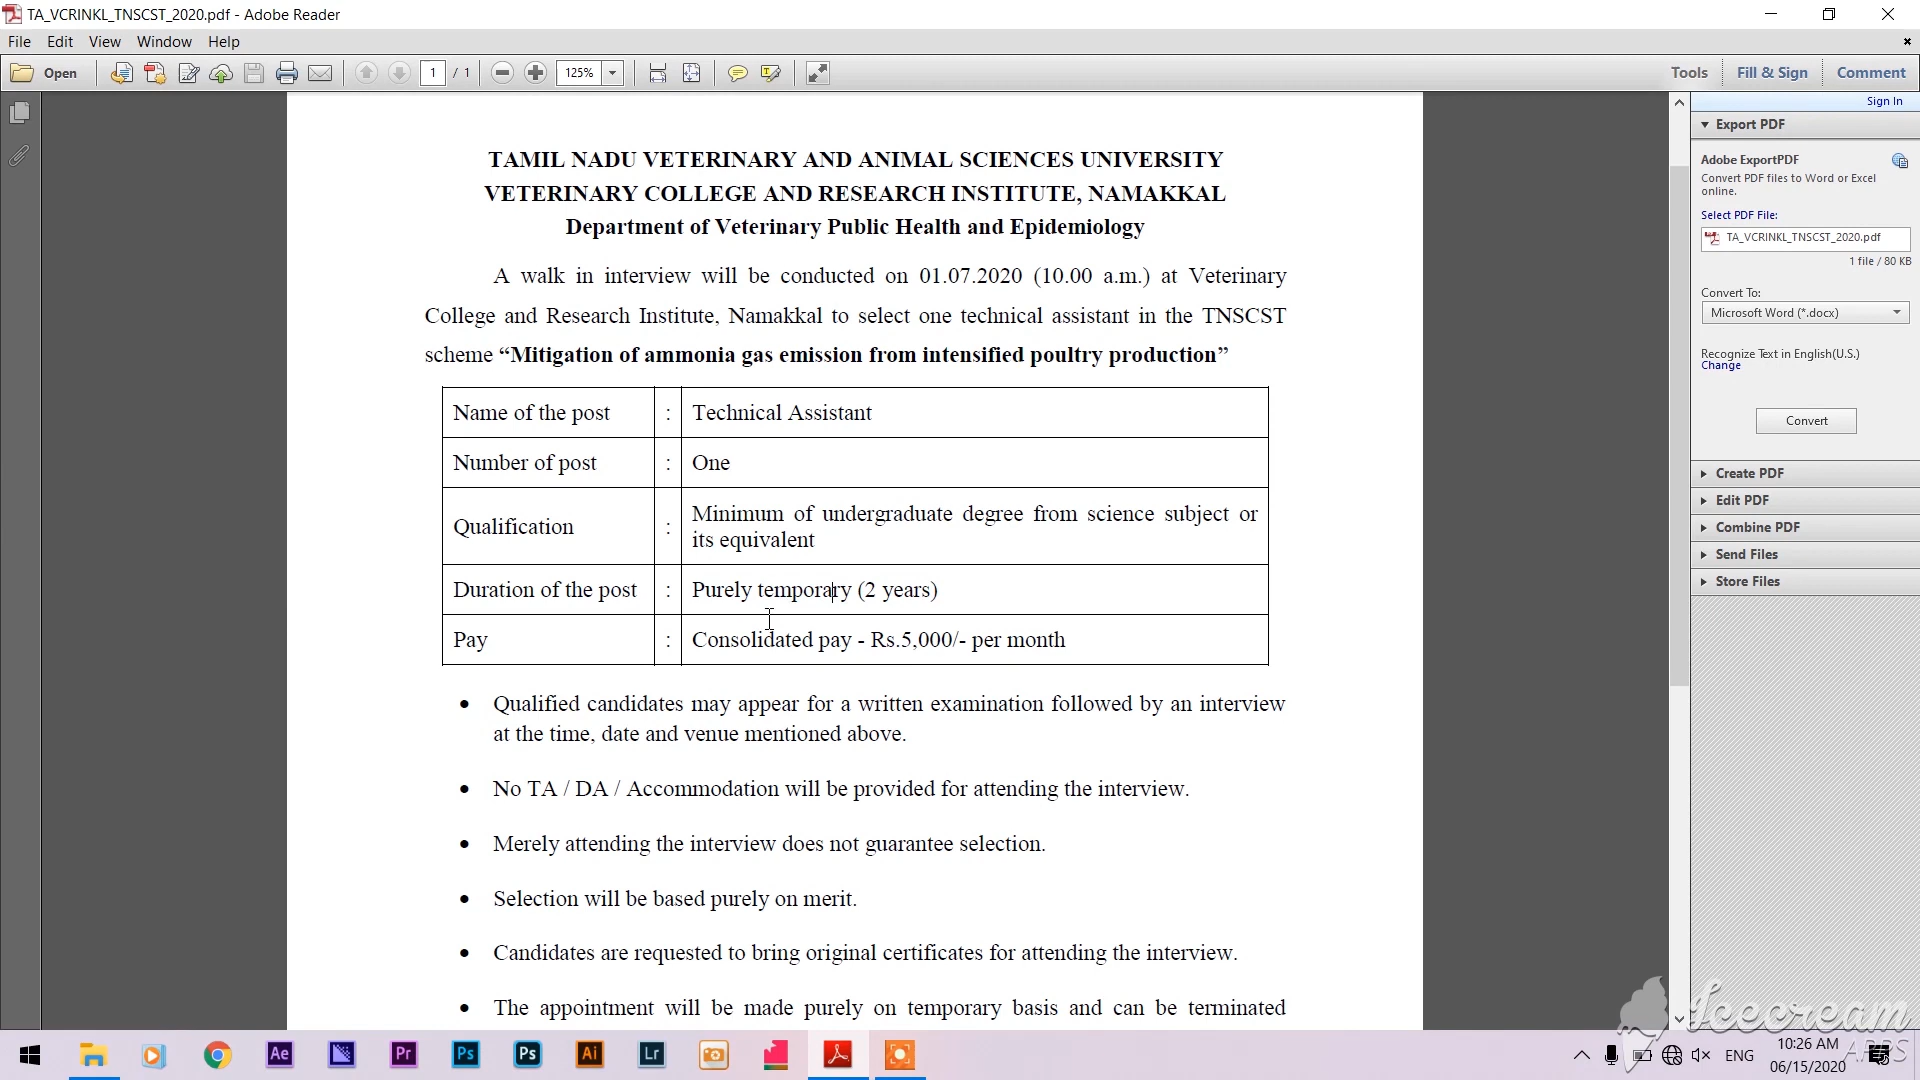 TA_VCRINKL_TNSCST_2020.pdf - Adobe Reader
File Edit View Window Help
Open 1 / 1 125% Tools Fill & Sign Comment
Sign In
Export PDF
Adobe ExportPDF
Convert PDF files to Word or Excel
online.
Select PDF File:
TA_VCRINKL_TNSCST_2020.pdf
1 file / 80 KB
Convert To:
Microsoft Word (*.docx)
Recognize Text in English(U.S.)
Change
Convert
Create PDF
Edit PDF
Combine PDF
Send Files
Store Files
TAMIL NADU VETERINARY AND ANIMAL SCIENCES UNIVERSITY
VETERINARY COLLEGE AND RESEARCH INSTITUTE, NAMAKKAL
Department of Veterinary Public Health and Epidemiology
A walk in interview will be conducted on 01.07.2020 (10.00 a.m.) at Veterinary
College and Research Institute, Namakkal to select one technical assistant in the TNSCST
scheme “Mitigation of ammonia gas emission from intensified poultry production”
Name of the post : Technical Assistant
Number of post : One
Qualification : Minimum of undergraduate degree from science subject or
its equivalent
Duration of the post : Purely temporary (2 years)
Pay : Consolidated pay - Rs.5,000/- per month
• Qualified candidates may appear for a written examination followed by an interview
at the time, date and venue mentioned above.
• No TA / DA / Accommodation will be provided for attending the interview.
• Merely attending the interview does not guarantee selection.
• Selection will be based purely on merit.
• Candidates are requested to bring original certificates for attending the interview.
• The appointment will be made purely on temporary basis and can be terminated
Icecream
APPS
Ae Pr Ps Ps Ai Lr
ENG
10:26 AM
06/15/2020